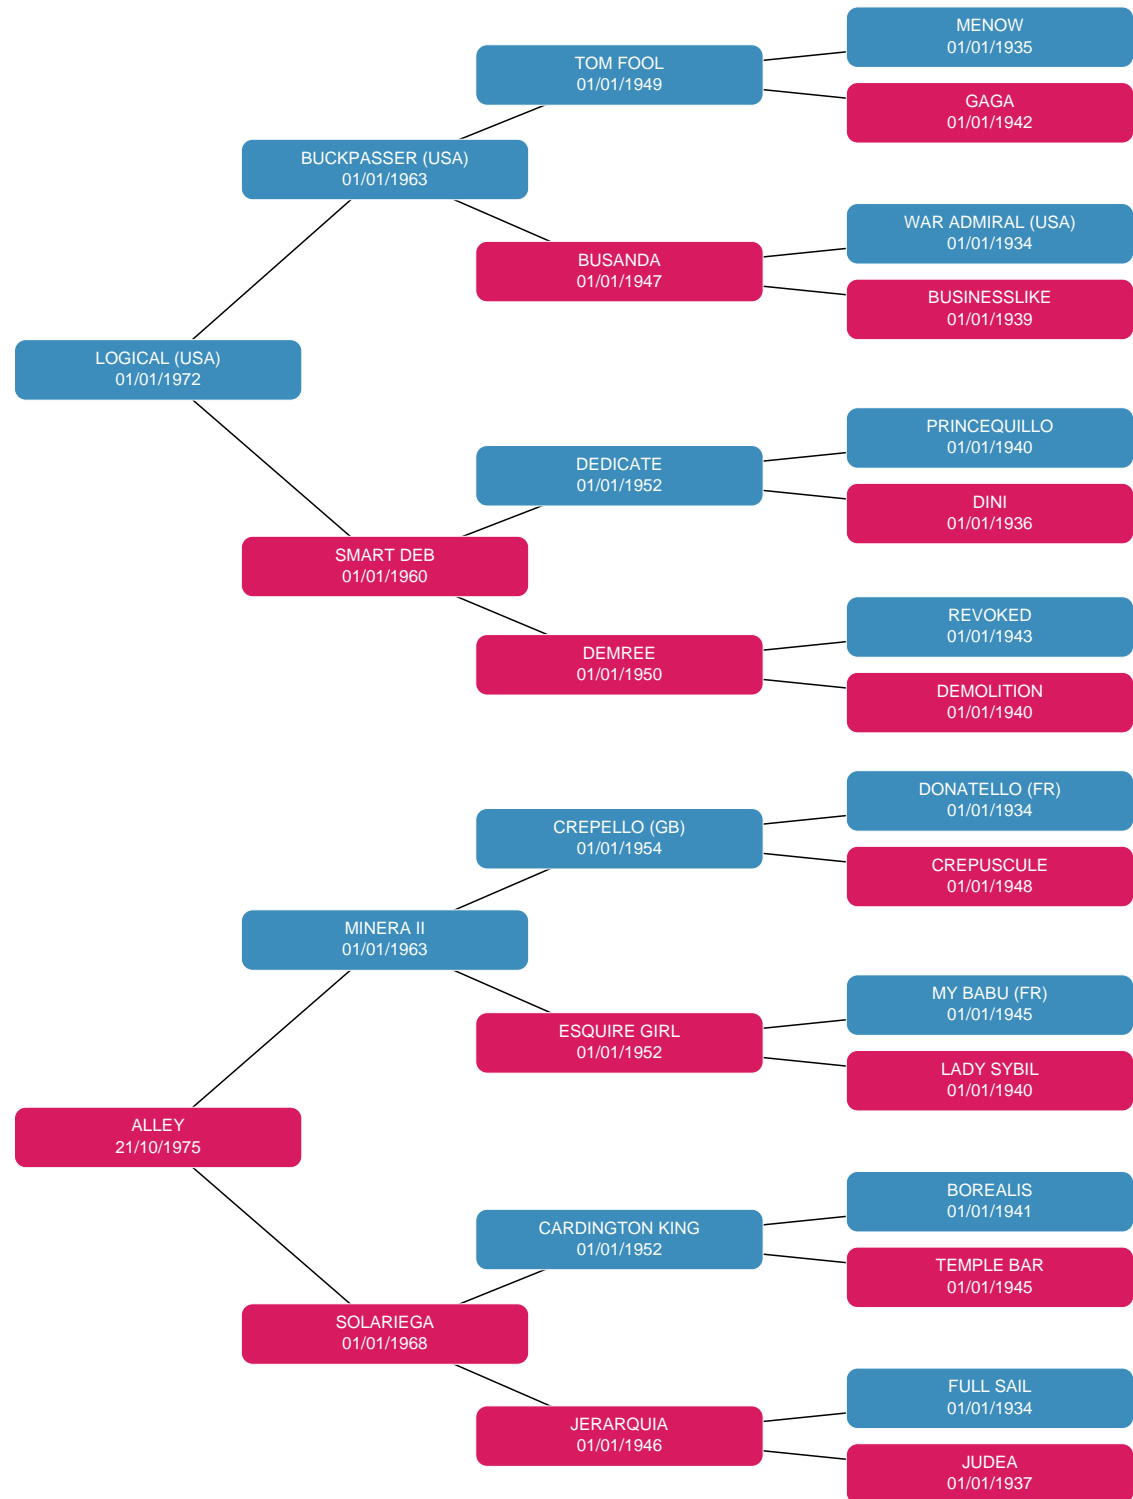 MENOW
01/01/1935
TOM FOOL
01/01/1949
GAGA
01/01/1942
BUCKPASSER (USA)
01/01/1963
WAR ADMIRAL (USA)
01/01/1934
BUSANDA
01/01/1947
BUSINESSLIKE
01/01/1939
LOGICAL (USA)
01/01/1972
PRINCEQUILLO
01/01/1940
DEDICATE
01/01/1952
DINI
01/01/1936
SMART DEB
01/01/1960
REVOKED
01/01/1943
DEMREE
01/01/1950
DEMOLITION
01/01/1940
DONATELLO (FR)
01/01/1934
CREPELLO (GB)
01/01/1954
CREPUSCULE
01/01/1948
MINERA II
01/01/1963
MY BABU (FR)
01/01/1945
ESQUIRE GIRL
01/01/1952
LADY SYBIL
01/01/1940
ALLEY
21/10/1975
BOREALIS
01/01/1941
CARDINGTON KING
01/01/1952
TEMPLE BAR
01/01/1945
SOLARIEGA
01/01/1968
FULL SAIL
01/01/1934
JERARQUIA
01/01/1946
JUDEA
01/01/1937